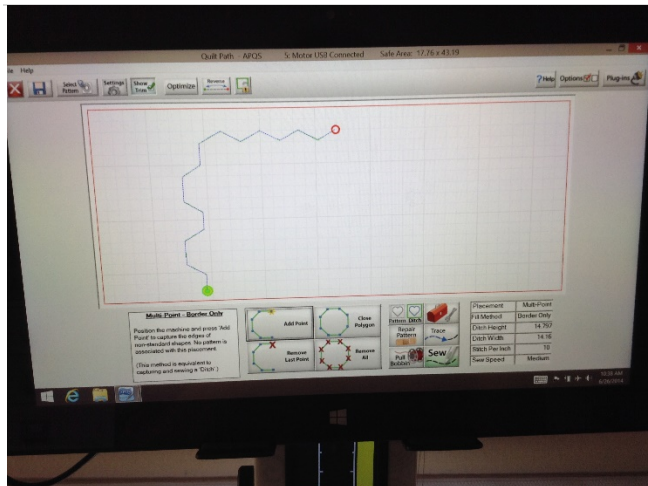 Quilt Path - APQS S: Motor USB Connected Safe Area: 17.76 x 43.19
Help
Select Pattern
Settings
Show Trim
Optimize
Reverse
Help
Options
Plug-ins
Multi-Point - Border Only
Position the machine and press 'Add
Point' to capture the edges of
non-standard shapes. No pattern is
associated with this placement.
(This method is equivalent to
capturing and sewing a 'Ditch'.)
Add Point
Close Polygon
Remove Last Point
Remove All
Pattern Ditch
Repair Pattern
Trace
Pull Bobbin
Sew
Placement Multi-Point
Fill Method Border Only
Ditch Height 14.797
Ditch Width 14.16
Stitch Per Inch 10
Sew Speed Medium